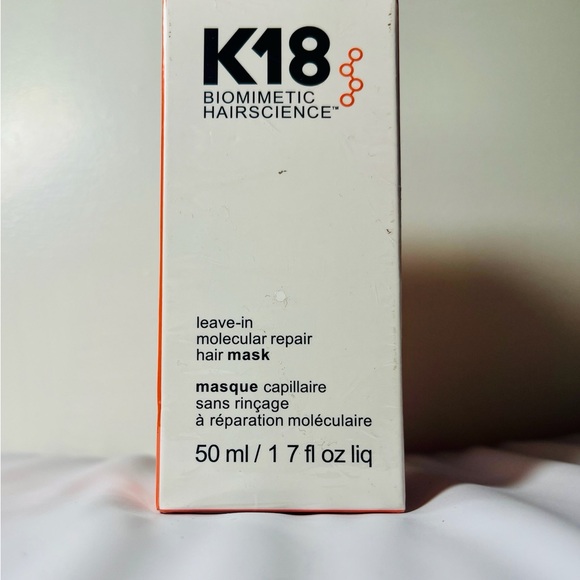 K18
BIOMIMETIC
HAIRSCIENCE™
leave-in
molecular repair
hair mask
masque capillaire
sans rinçage
à réparation moléculaire
50 ml / 1 7 fl oz liq